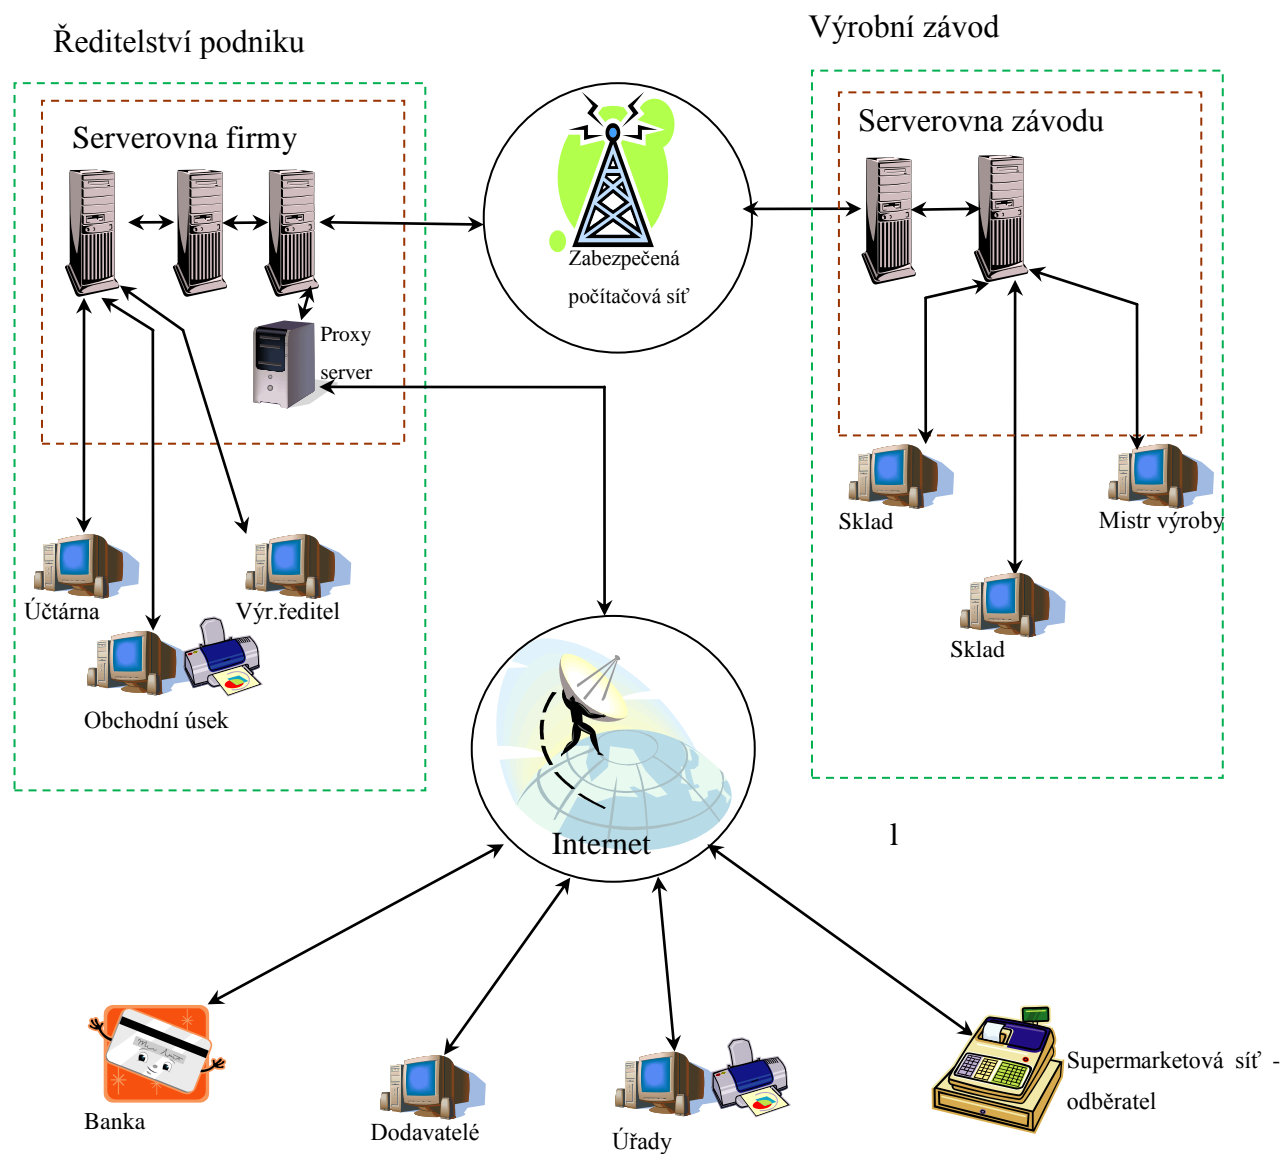 Ředitelství podniku
Výrobní závod
Serverovna firmy
Serverovna závodu
Zabezpečená
počítačová síť
Proxy
server
Sklad
Mistr výroby
Účtárna
Výr.ředitel
Sklad
Obchodní úsek
Internet
l
Banka
Dodavatelé
Úřady
Supermarketová síť -
odběratel